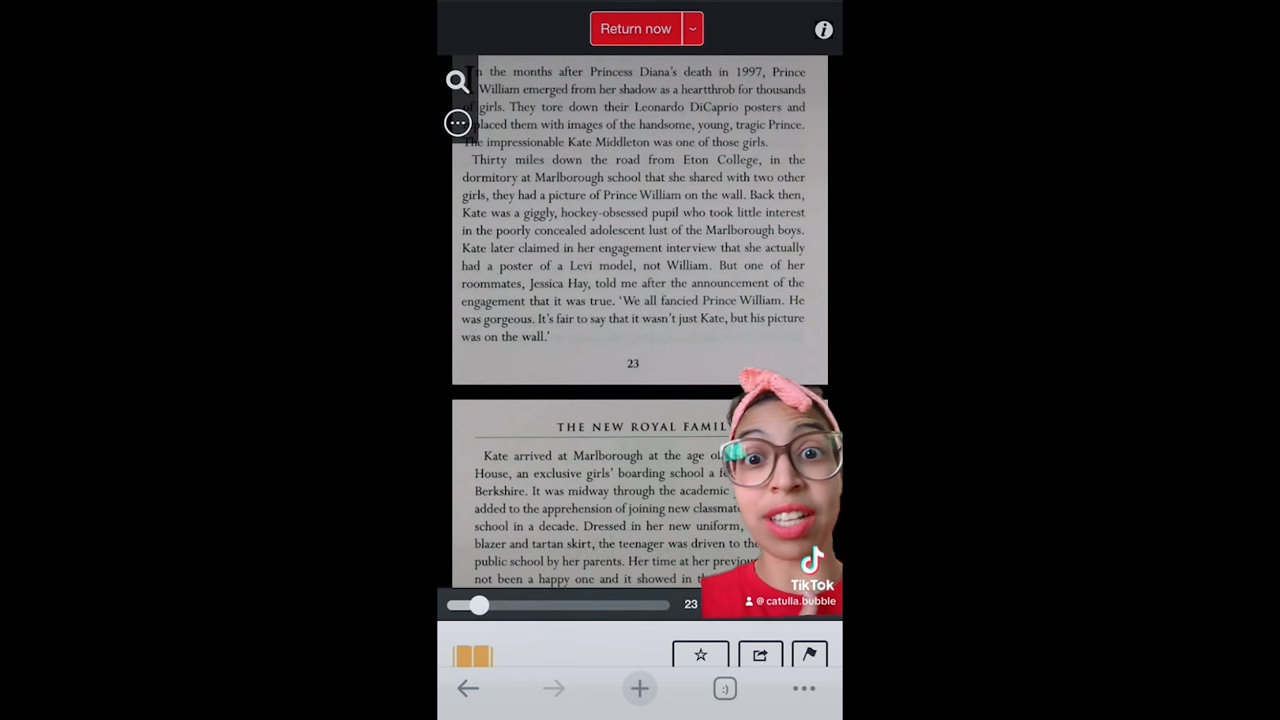 Return now
In the months after Princess Diana's death in 1997, Prince
William emerged from her shadow as a heartthrob for thousands
of girls. They tore down their Leonardo DiCaprio posters and
placed them with images of the handsome, young, tragic Prince.
The impressionable Kate Middleton was one of those girls.
Thirty miles down the road from Eton College, in the
dormitory at Marlborough school that she shared with two other
girls, they had a picture of Prince William on the wall. Back then,
Kate was a giggly, hockey-obsessed pupil who took little interest
in the poorly concealed adolescent lust of the Marlborough boys.
Kate later claimed in her engagement interview that she actually
had a poster of a Levi model, not William. But one of her
roommates, Jessica Hay, told me after the announcement of the
engagement that it was true. 'We all fancied Prince William. He
was gorgeous. It's fair to say that it wasn't just Kate, but his picture
was on the wall.'
23
THE NEW ROYAL FAMIL
Kate arrived at Marlborough at the age of
House, an exclusive girls' boarding school a
Berkshire. It was midway through the academic
added to the apprehension of joining new
school in a decade. Dressed in her new uniform,
blazer and tartan skirt, the teenager was driven to the
public school by her parents. Her time at her
not been a happy one and it showed in
23
TikTok
@catulla.bubble
:)